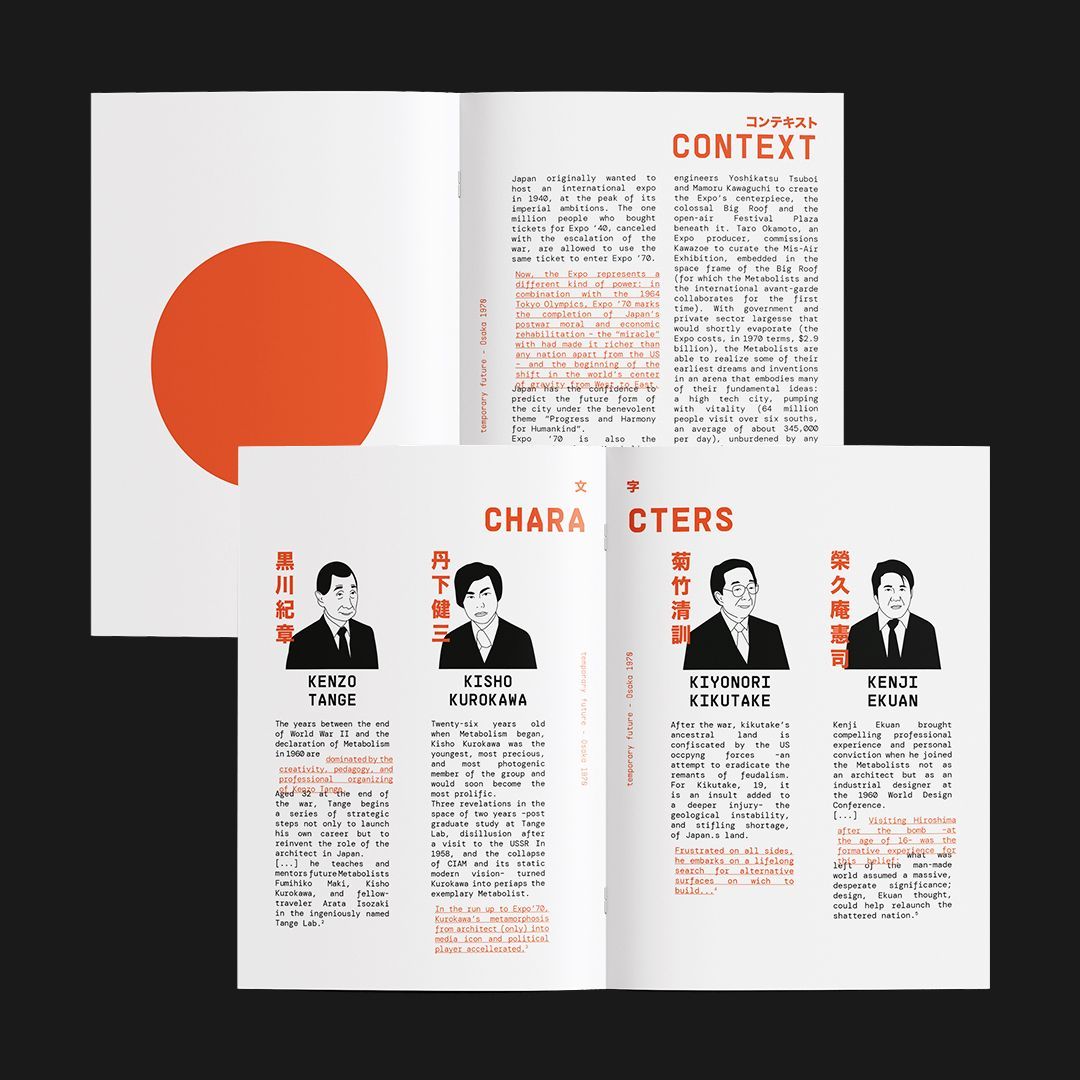 コンテキスト
CONTEXT
Japan originally wanted to
host an international expo
in 1940, at the peak of its
imperial ambitions. The one
million people who bought
tickets for Expo ‘40, canceled
with the escalation of the
war, are allowed to use the
same ticket to enter Expo ’70.
Now, the Expo represents a
different kind of power: in
combination with the 1964
Tokyo Olympics, Expo ’70 marks
the completion of Japan’s
postwar moral and economic
rehabilitation - the “miracle”
with had made it richer than
any nation apart from the US
- and the beginning of the
shift in the world’s center
of gravity from West to East.
Japan has the confidence to
predict the future form of
the city under the benevolent
theme “Progress and Harmony
for Humankind”.
Expo ’70 is also the
engineers Yoshikatsu Tsuboi
and Mamoru Kawaguchi to create
the Expo’s centerpiece, the
colossal Big Roof and the
open-air Festival Plaza
beneath it. Taro Okamoto, an
Expo producer, commissions
Kawazoe to curate the Mis-Air
Exhibition, embedded in the
space frame of the Big Roof
(for which the Metabolists and
the international avant-garde
collaborates for the first
time). With government and
private sector largesse that
would shortly evaporate (the
Expo costs, in 1970 terms, $2.9
billion), the Metabolists are
able to realize some of their
earliest dreams and inventions
in an arena that embodies many
of their fundamental ideas:
a high tech city, pumping
with vitality (64 million
people visit over six souths,
an average of about 345,000
per day), unburdened by any
temporary future - Osaka 1970
文 字
CHARA CTERS
黒川紀章
KENZO
TANGE
The years between the end
of World War II and the
declaration of Metabolism
in 1960 are
dominated by the
creativity, pedagogy, and
professional organizing
of Kenzo Tange.
Aged 32 at the end of
the war, Tange begins
a series of strategic
steps not only to launch
his own career but to
reinvent the role of the
architect in Japan.
[...] he teaches and
mentors future Metabolists
Fumihiko Maki, Kisho
Kurokawa, and fellow-
traveler Arata Isozaki
in the ingeniously named
Tange Lab.²
丹下健三
KISHO
KUROKAWA
Twenty-six years old
when Metabolism began,
Kisho Kurokawa was the
youngest, most precious,
and most photogenic
member of the group and
would soon become the
most prolific.
Three revelations in the
space of two years -post
graduate study at Tange
Lab, disillusion after
a visit to the USSR In
1958, and the collapse
of CIAM and its static
modern vision- turned
Kurokawa into periaps the
exemplary Metabolist.
In the run up to Expo’70,
Kurokawa’s metamorphosis
from architect (only) into
media icon and political
player accellerated.³
temporary future - Osaka 1970
temporary future - Osaka 1970
菊竹清訓
KIYONORI
KIKUTAKE
After the war, kikutake’s
ancestral land is
confiscated by the US
occpyng forces -an
attempt to eradicate the
remants of feudalism.
For Kikutake, 19, it
is an insult added to
a deeper injury- the
geological instability,
and stifling shortage,
of Japan.s land.
Frustrated on all sides,
he embarks on a lifelong
search for alternative
surfaces on wich to
build...⁴
榮久庵憲司
KENJI
EKUAN
Kenji Ekuan brought
compelling professional
experience and personal
conviction when he joined
the Metabolists not as
an architect but as an
industrial designer at
the 1960 World Design
Conference.
[...]
Visiting Hiroshima
after the bomb -at
the age of 16- was the
formative experience for
this belief: what was
left of the man-made
world assumed a massive,
desperate significance;
design, Ekuan thought,
could help relaunch the
shattered nation.⁵